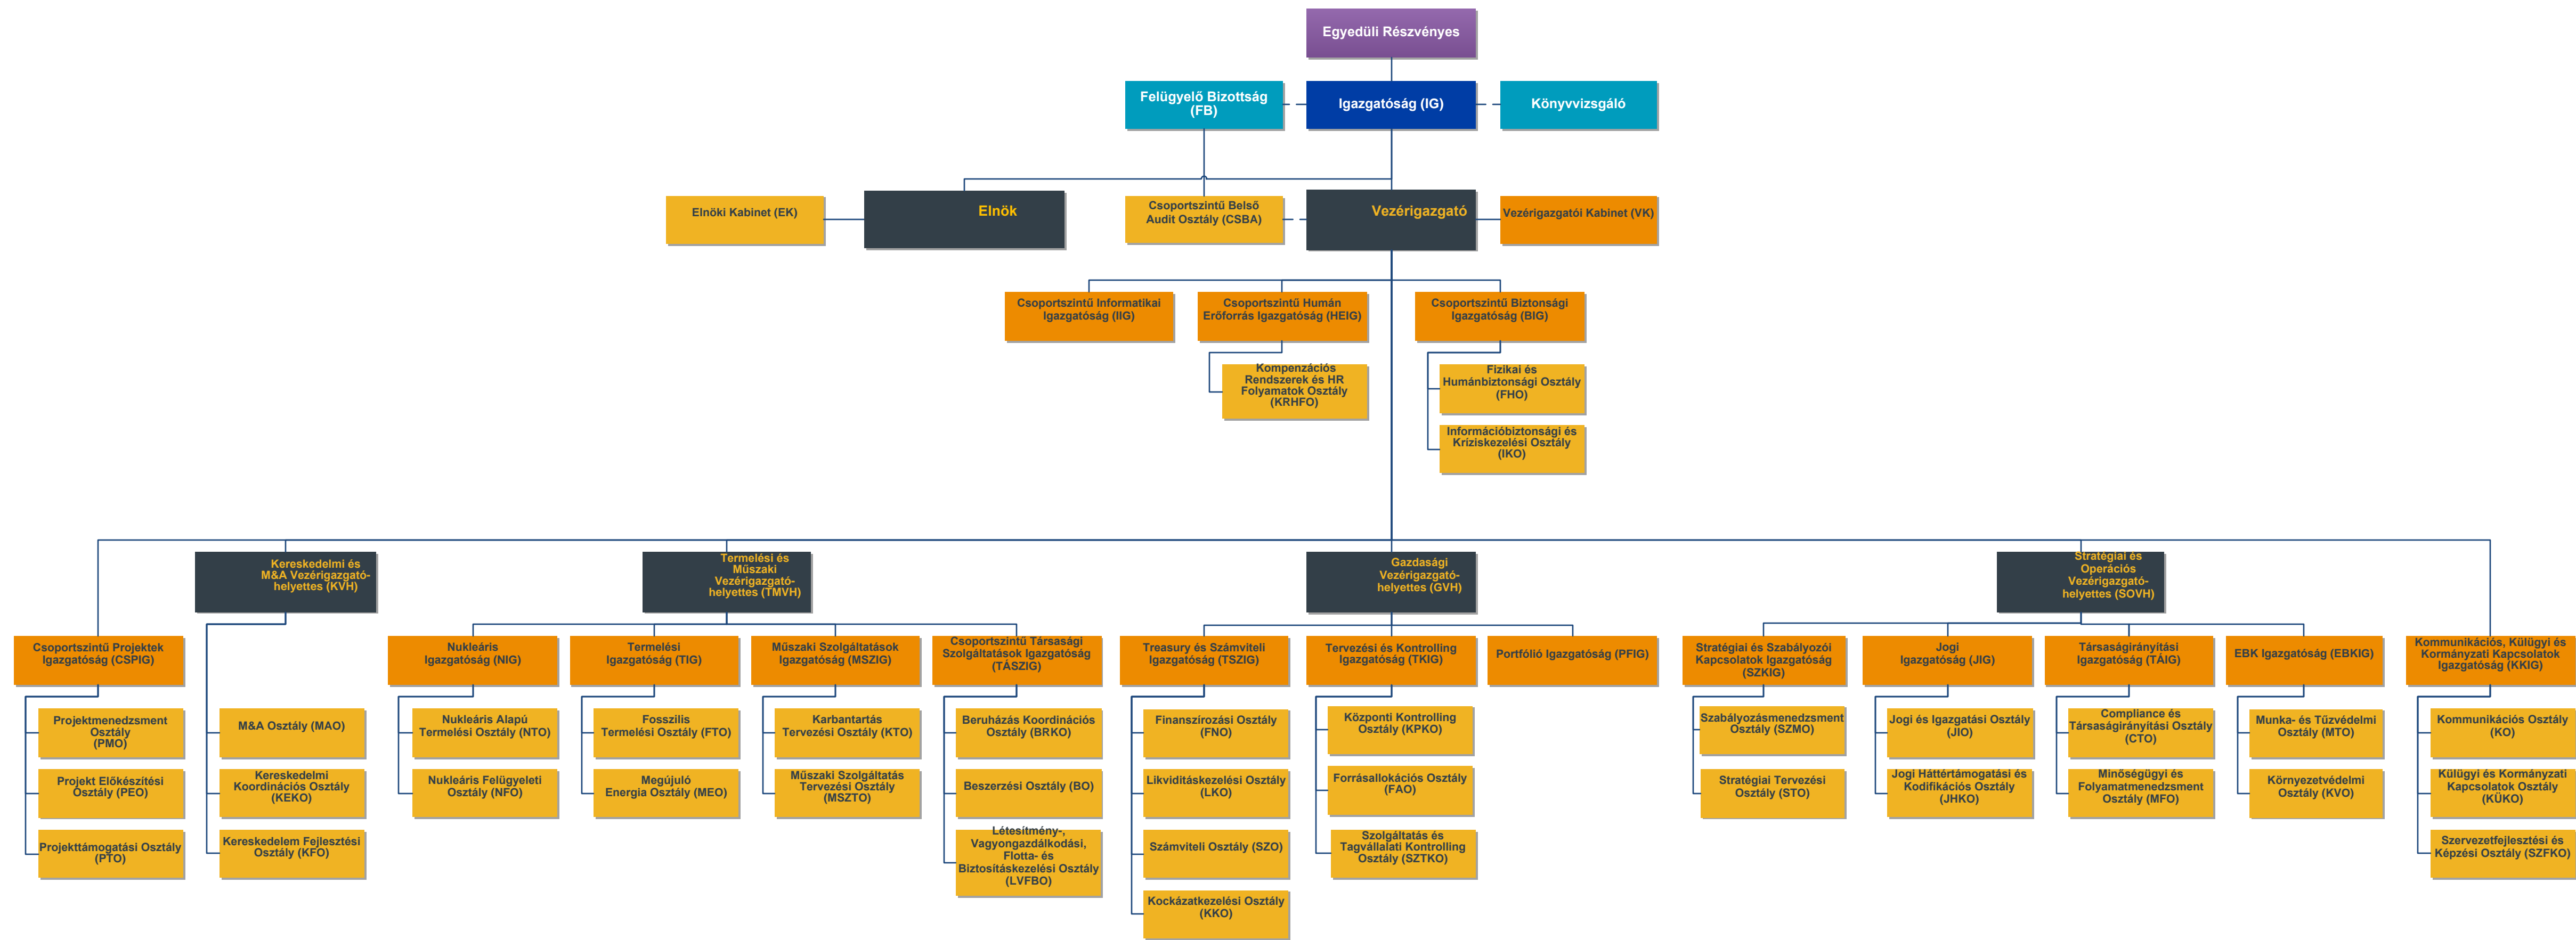 Egyedüli Részvényes
Felügyelő Bizottság
(FB)
Igazgatóság (IG)
Könyvvizsgáló
Elnöki Kabinet (EK)
Elnök
Csoportszintű Belső
Audit Osztály (CSBA)
Vezérigazgató
Vezérigazgatói Kabinet (VK)
Csoportszintű Informatikai
Igazgatóság (IIG)
Csoportszintű Humán
Erőforrás Igazgatóság (HEIG)
Csoportszintű Biztonsági
Igazgatóság (BIG)
Kompenzációs
Rendszerek és HR
Folyamatok Osztály
(KRHFO)
Fizikai és
Humánbiztonsági Osztály
(FHO)
Információbiztonsági és
Kríziskezelési Osztály
(IKO)
Kereskedelmi és
M&A Vezérigazgató-
helyettes (KVH)
Termelési és
Műszaki
Vezérigazgató-
helyettes (TMVH)
Gazdasági
Vezérigazgató-
helyettes (GVH)
Stratégiai és
Operációs
Vezérigazgató-
helyettes (SOVH)
Csoportszintű Projektek
Igazgatóság (CSPIG)
Nukleáris
Igazgatóság (NIG)
Termelési
Igazgatóság (TIG)
Műszaki Szolgáltatások
Igazgatóság (MSZIG)
Csoportszintű Társasági
Szolgáltatások Igazgatóság
(TÁSZIG)
Treasury és Számviteli
Igazgatóság (TSZIG)
Tervezési és Kontrolling
Igazgatóság (TKIG)
Portfólió Igazgatóság (PFIG)
Stratégiai és Szabályozói
Kapcsolatok Igazgatóság
(SZKIG)
Jogi
Igazgatóság (JIG)
Társaságirányítási
Igazgatóság (TÁIG)
EBK Igazgatóság (EBKIG)
Kommunikációs, Külügyi és
Kormányzati Kapcsolatok
Igazgatóság (KKIG)
Projektmenedzsment
Osztály
(PMO)
M&A Osztály (MAO)
Nukleáris Alapú
Termelési Osztály (NTO)
Fosszilis
Termelési Osztály (FTO)
Karbantartás
Tervezési Osztály (KTO)
Beruházás Koordinációs
Osztály (BRKO)
Finanszírozási Osztály
(FNO)
Központi Kontrolling
Osztály (KPKO)
Szabályozásmenedzsment
Osztály (SZMO)
Jogi és Igazgatási Osztály
(JIO)
Compliance és
Társaságirányítási Osztály
(CTO)
Munka- és Tűzvédelmi
Osztály (MTO)
Kommunikációs Osztály
(KO)
Projekt Előkészítési
Osztály (PEO)
Kereskedelmi
Koordinációs Osztály
(KEKO)
Nukleáris Felügyeleti
Osztály (NFO)
Megújuló
Energia Osztály (MEO)
Műszaki Szolgáltatás
Tervezési Osztály
(MSZTO)
Beszerzési Osztály (BO)
Likviditáskezelési Osztály
(LKO)
Forrásallokációs Osztály
(FAO)
Stratégiai Tervezési
Osztály (STO)
Jogi Háttértámogatási és
Kodifikációs Osztály
(JHKO)
Minőségügyi és
Folyamatmenedzsment
Osztály (MFO)
Környezetvédelmi
Osztály (KVO)
Külügyi és Kormányzati
Kapcsolatok Osztály
(KÜKO)
Projekttámogatási Osztály
(PTO)
Kereskedelem Fejlesztési
Osztály (KFO)
Létesítmény-,
Vagyongazdálkodási,
Flotta- és
Biztosításkezelési Osztály
(LVFBO)
Számviteli Osztály (SZO)
Szolgáltatás és
Tagvállalati Kontrolling
Osztály (SZTKO)
Szervezetfejlesztési és
Képzési Osztály (SZFKO)
Kockázatkezelési Osztály
(KKO)